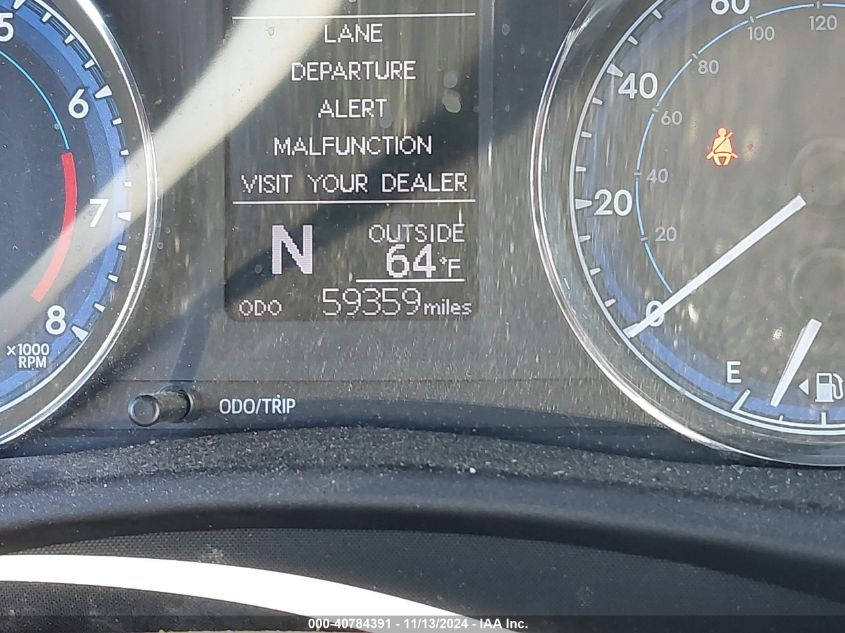 LANE
DEPARTURE
ALERT
MALFUNCTION
VISIT YOUR DEALER
N OUTSIDE
64°F
ODO 59359 miles
5
6
7
8
×1000
RPM
ODO/TRIP
60
40
20
0
120
100
80
60
40
20
E
000-40784391 - 11/13/2024 - IAA Inc.